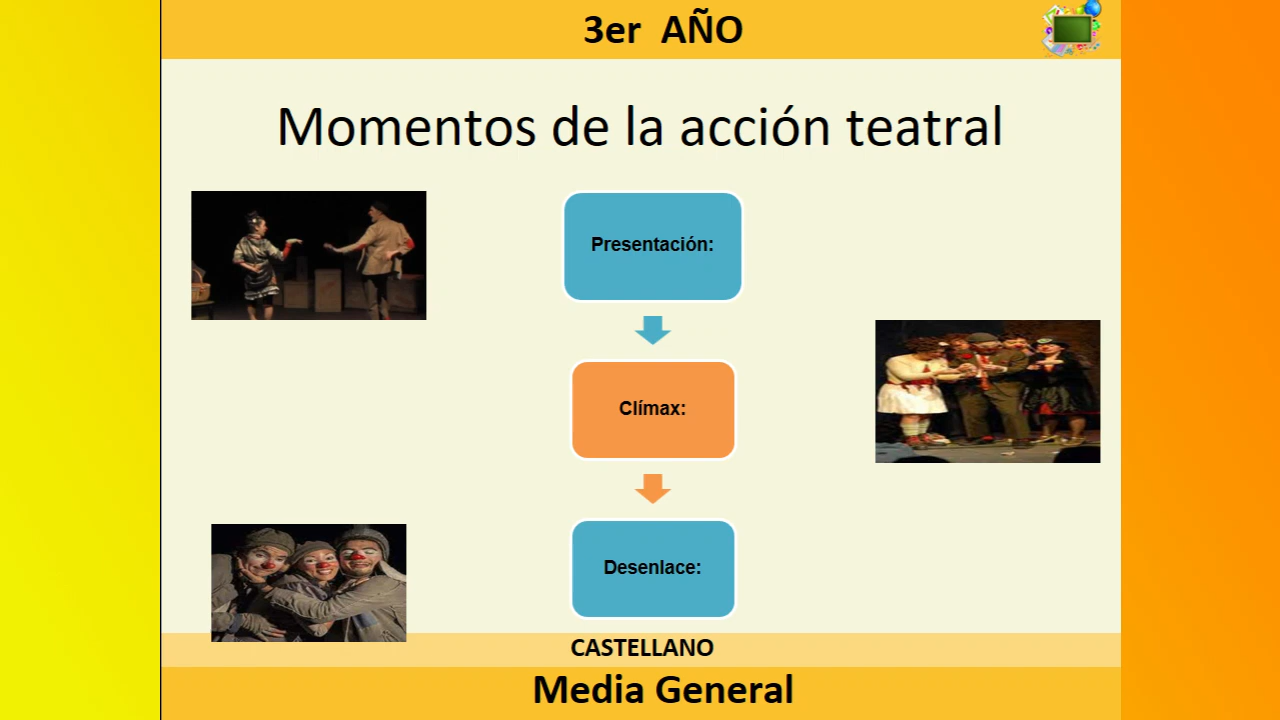 3er AÑO
Momentos de la acción teatral
Presentación:
Clímax:
Desenlace:
CASTELLANO
Media General